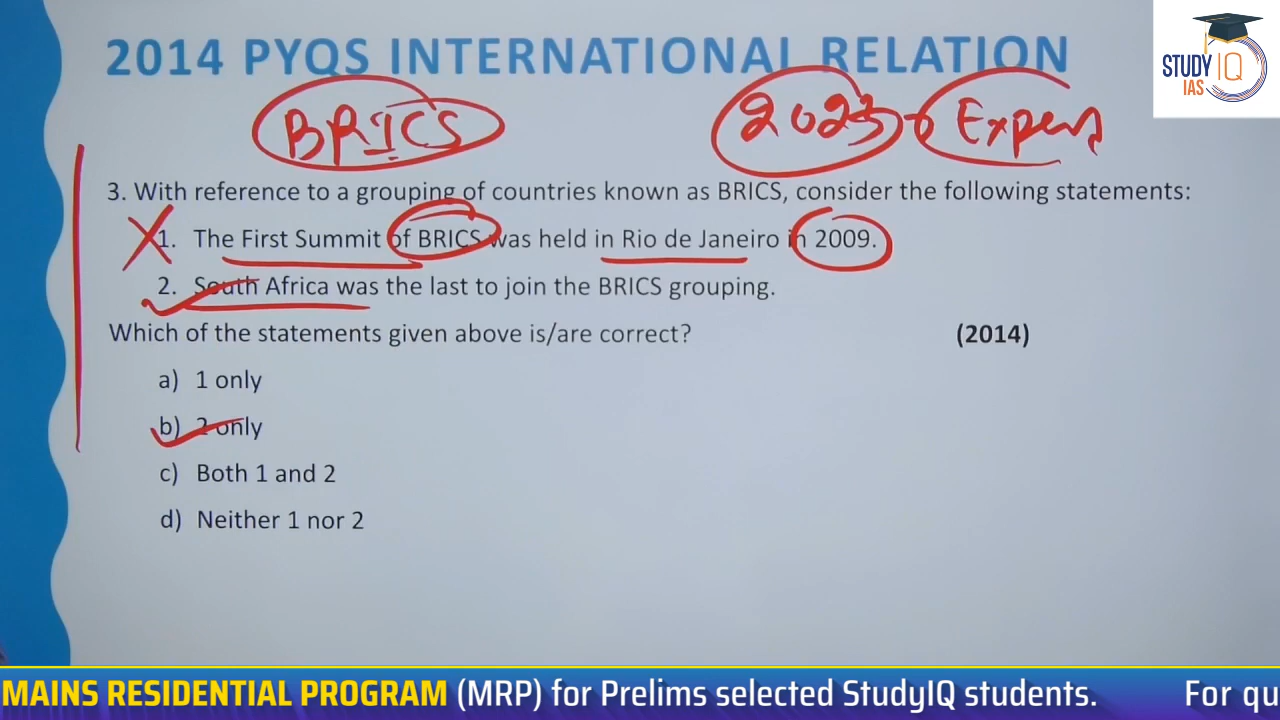 2014 PYQS INTERNATIONAL RELATION
STUDY IQ
IAS
BRICS
2023
3. With reference to a grouping of countries known as BRICS, consider the following statements:
1. The First Summit of BRICS was held in Rio de Janeiro in 2009.
2. South Africa was the last to join the BRICS grouping.
Which of the statements given above is/are correct? (2014)
a) 1 only
b) 2 only
c) Both 1 and 2
d) Neither 1 nor 2
MAINS RESIDENTIAL PROGRAM (MRP) for Prelims selected StudyIQ students. For qu